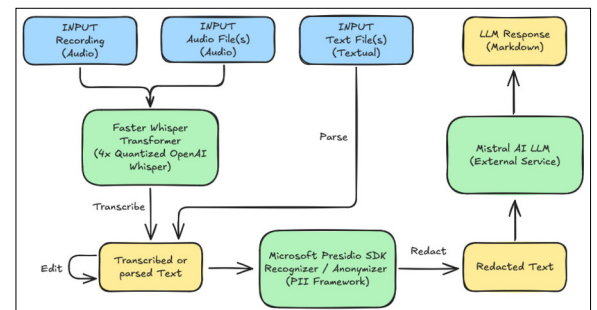 INPUT
Recording
(Audio)
INPUT
Audio File(s)
(Audio)
INPUT
Text File(s)
(Textual)
LLM Response
(Markdown)
Faster Whisper
Transformer
(4x Quantized OpenAI
Whisper)
Parse
Mistral AI LLM
(External Service)
Transcribe
Edit
Transcribed or
parsed Text
Microsoft Presidio SDK
Recognizer / Anonymizer
(PII Framework)
Redact
Redacted Text